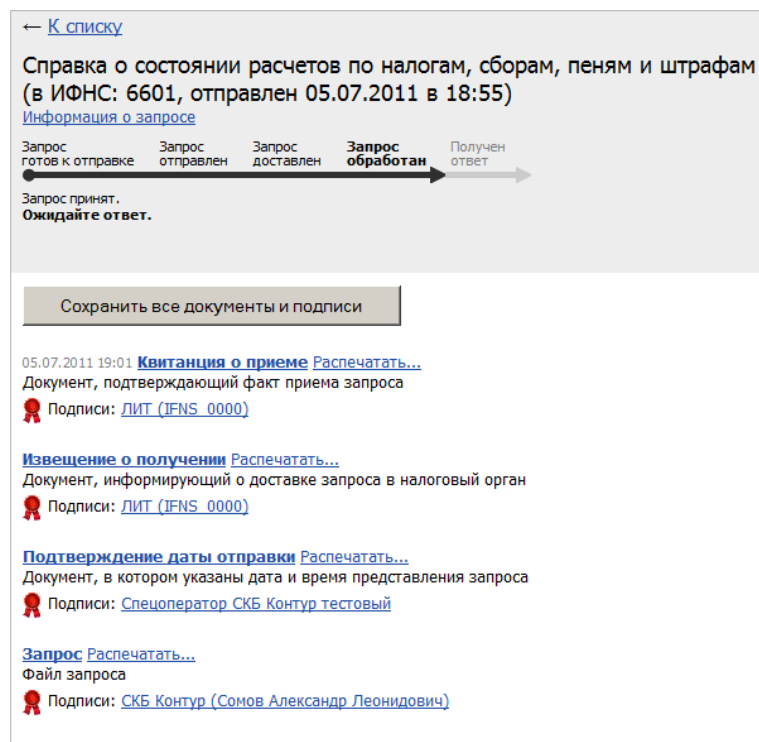 ← К списку
Справка о состоянии расчетов по налогам, сборам, пеням и штрафам
(в ИФНС: 6601, отправлен 05.07.2011 в 18:55)
Информация о запросе
Запрос готов к отправке
Запрос отправлен
Запрос доставлен
Запрос обработан
Получен ответ
Запрос принят.
Ожидайте ответ.
Сохранить все документы и подписи
05.07.2011 19:01 Квитанция о приеме Распечатать...
Документ, подтверждающий факт приема запроса
Подписи: ЛИТ (IFNS_0000)
Извещение о получении Распечатать...
Документ, информирующий о доставке запроса в налоговый орган
Подписи: ЛИТ (IFNS_0000)
Подтверждение даты отправки Распечатать...
Документ, в котором указаны дата и время представления запроса
Подписи: Спецоператор СКБ Контур тестовый
Запрос Распечатать...
Файл запроса
Подписи: СКБ Контур (Сомов Александр Леонидович)